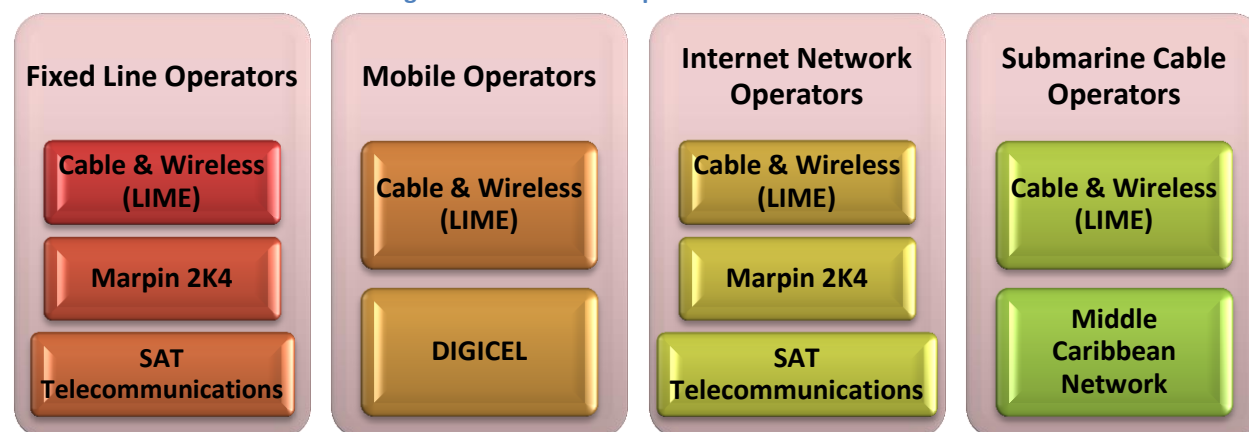 Fixed Line Operators
Cable & Wireless
(LIME)
Marpin 2K4
SAT
Telecommunications
Mobile Operators
Cable & Wireless
(LIME)
DIGICEL
Internet Network
Operators
Cable & Wireless
(LIME)
Marpin 2K4
SAT
Telecommunications
Submarine Cable
Operators
Cable & Wireless
(LIME)
Middle
Caribbean
Network